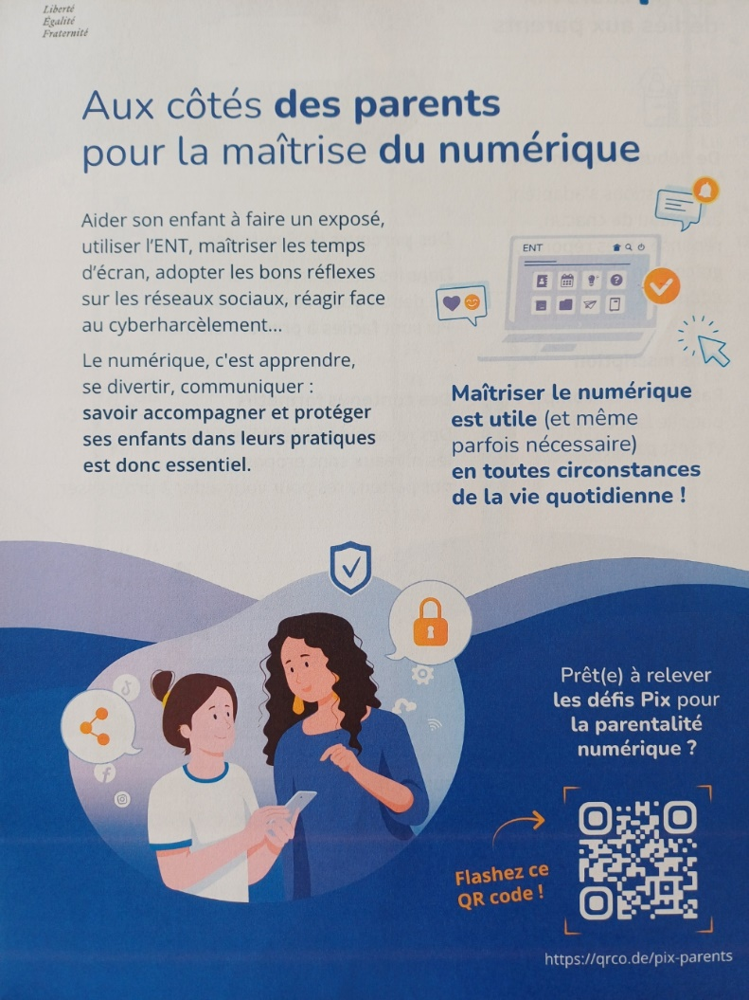 Liberté
Égalité
Fraternité
Aux côtés des parents
pour la maîtrise du numérique
Aider son enfant à faire un exposé,
utiliser l'ENT, maîtriser les temps
d'écran, adopter les bons réflexes
sur les réseaux sociaux, réagir face
au cyberharcèlement...
Le numérique, c'est apprendre,
se divertir, communiquer :
savoir accompagner et protéger
ses enfants dans leurs pratiques
est donc essentiel.
ENT
Maîtriser le numérique
est utile (et même
parfois nécessaire)
en toutes circonstances
de la vie quotidienne !
Prêt(e) à relever
les défis Pix pour
la parentalité
numérique ?
Flashez ce
QR code !
https://qrco.de/pix-parents